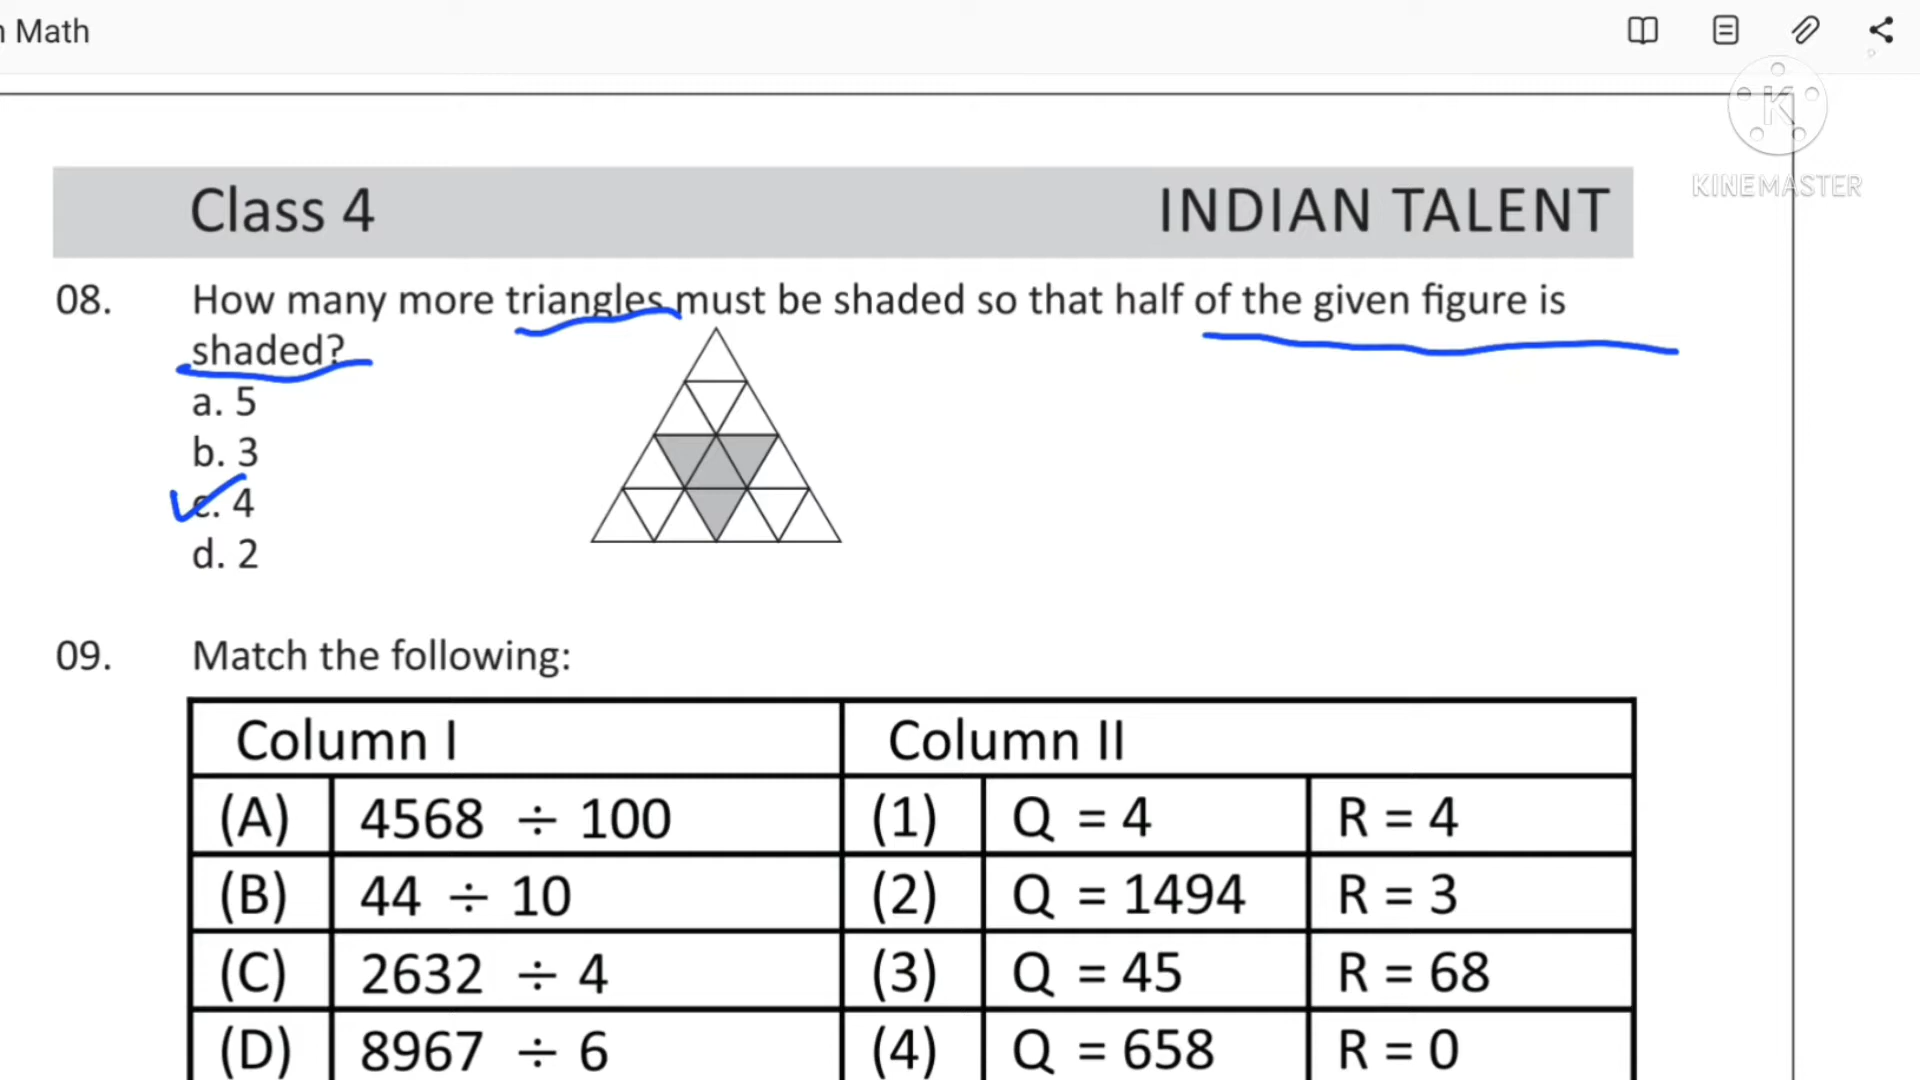 n Math
K
KINEMASTER
Class 4 INDIAN TALENT
08. How many more triangles must be shaded so that half of the given figure is
shaded?
a. 5
b. 3
c. 4
d. 2
09. Match the following:
Column I Column II
(A) 4568 ÷ 100 (1) Q = 4 R = 4
(B) 44 ÷ 10 (2) Q = 1494 R = 3
(C) 2632 ÷ 4 (3) Q = 45 R = 68
(D) 8967 ÷ 6 (4) Q = 658 R = 0